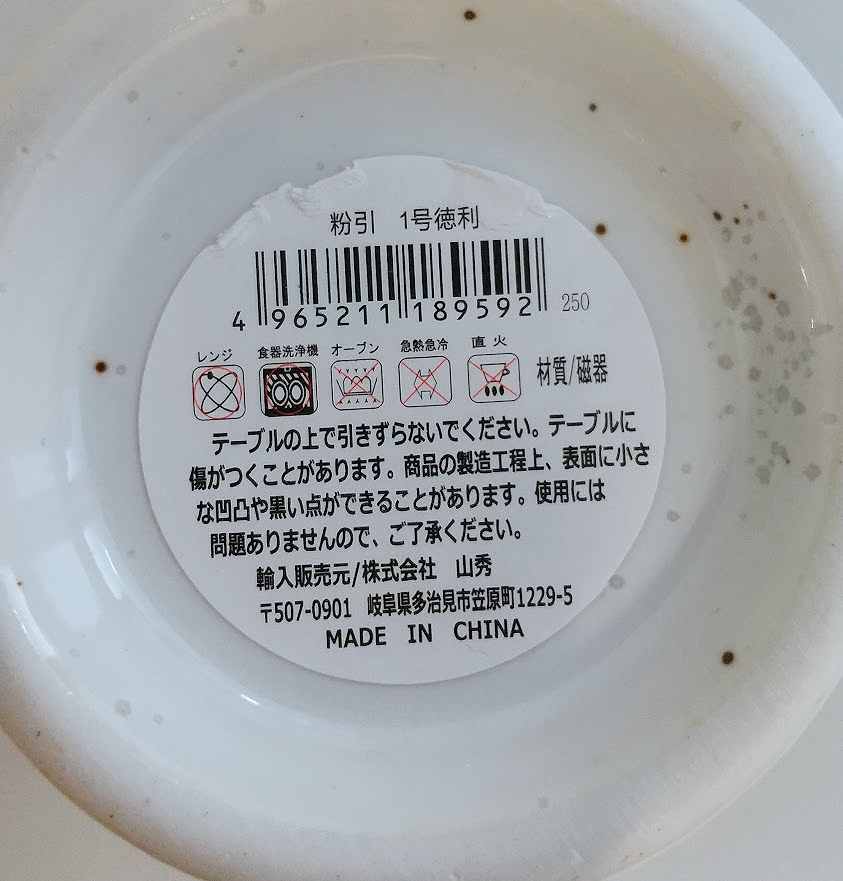 粉引　1号徳利
4 965211 189592 250
レンジ 食器洗浄機 オーブン 急熱急冷 直火
材質/磁器
テーブルの上で引きずらないでください。テーブルに
傷がつくことがあります。商品の製造工程上、表面に小さ
な凹凸や黒い点ができることがあります。使用には
問題ありませんので、ご了承ください。
輸入販売元/株式会社　山秀
〒507-0901　岐阜県多治見市笠原町1229-5
MADE IN CHINA